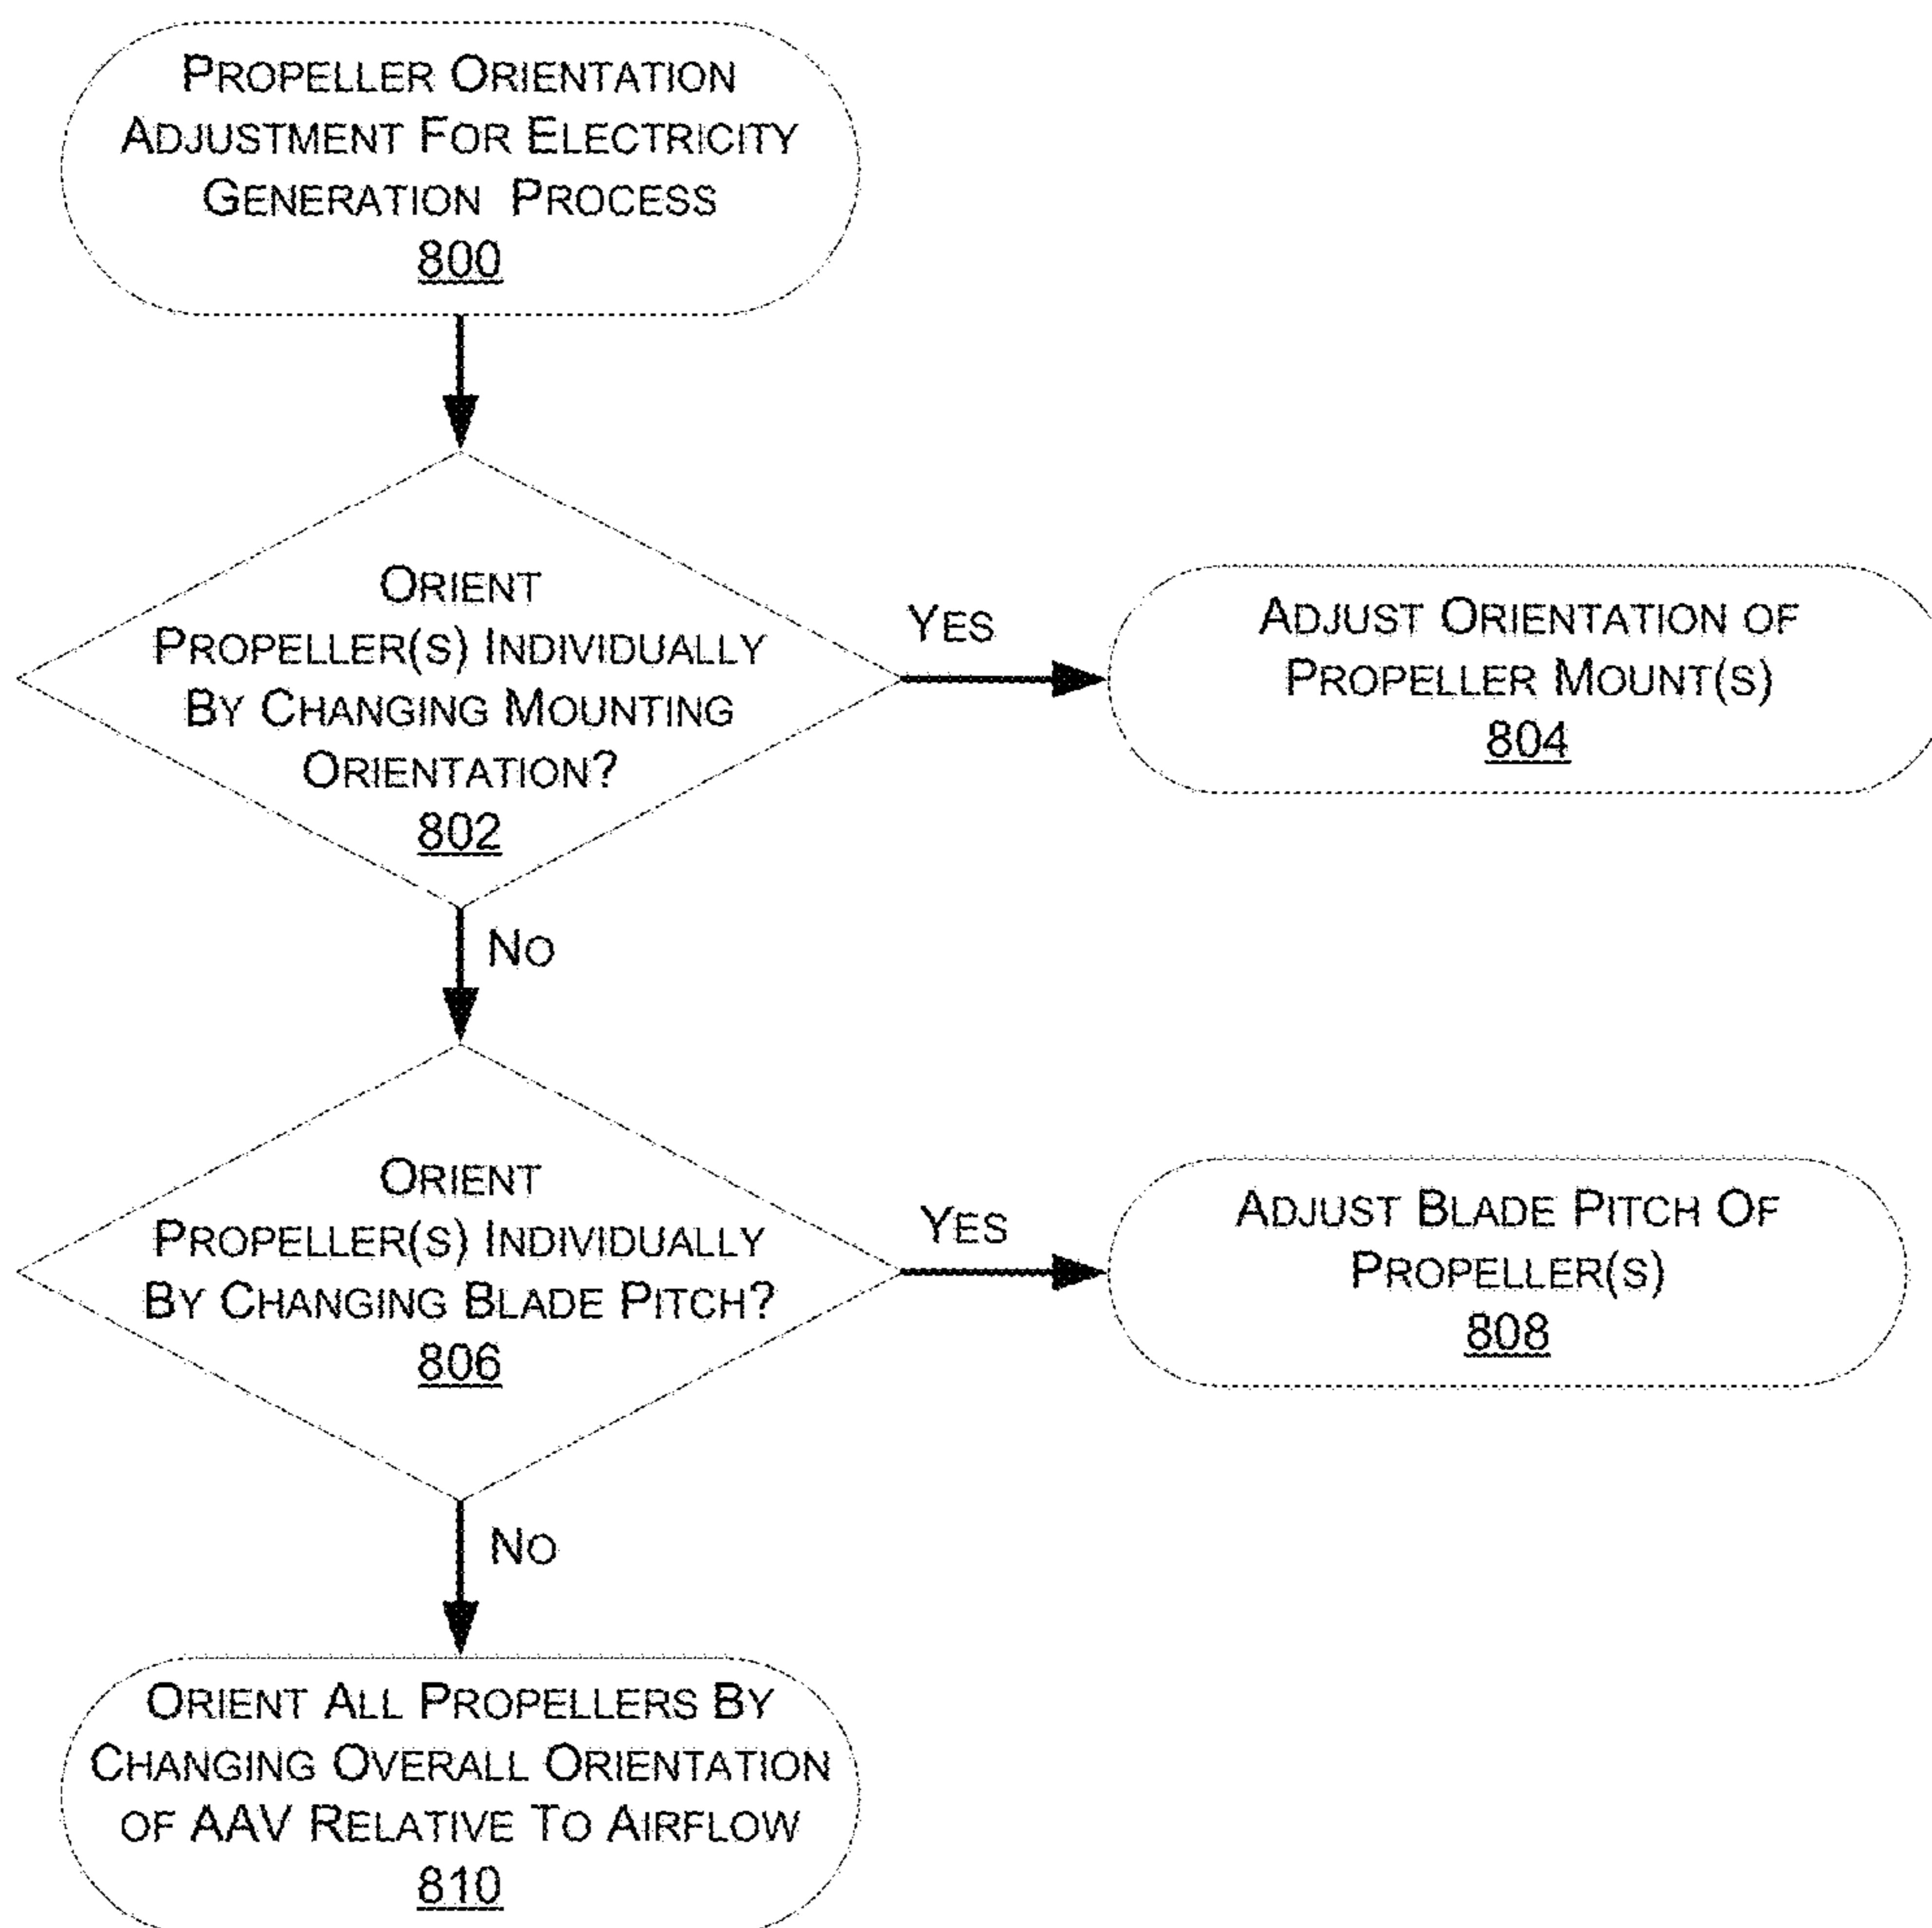 PROPELLER ORIENTATION
ADJUSTMENT FOR ELECTRICITY
GENERATION PROCESS
800
ORIENT
PROPELLER(S) INDIVIDUALLY
BY CHANGING MOUNTING
ORIENTATION?
802
YES
ADJUST ORIENTATION OF
PROPELLER MOUNT(S)
804
NO
ORIENT
PROPELLER(S) INDIVIDUALLY
BY CHANGING BLADE PITCH?
806
YES
ADJUST BLADE PITCH OF
PROPELLER(S)
808
NO
ORIENT ALL PROPELLERS BY
CHANGING OVERALL ORIENTATION
OF AAV RELATIVE TO AIRFLOW
810